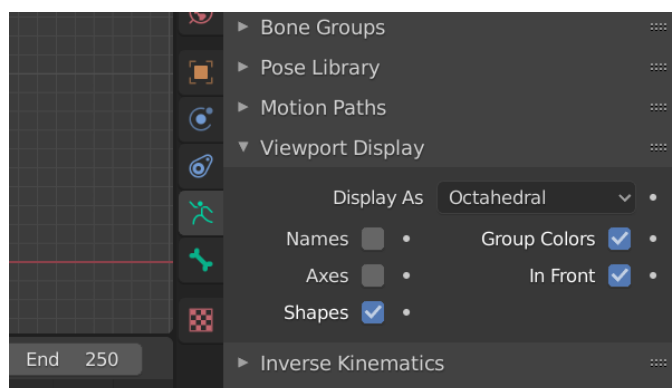 Bone Groups
Pose Library
Motion Paths
Viewport Display
Display As Octahedral
Names Group Colors
Axes In Front
Shapes
End 250
Inverse Kinematics